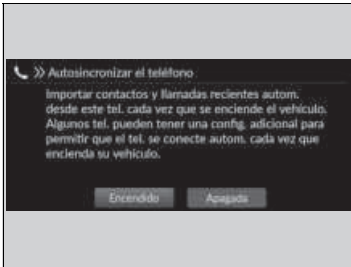 » Autosincronizar el teléfono
Importar contactos y llamadas recientes autom.
desde este tel. cada vez que se enciende el vehículo.
Algunos tel. pueden tener una config. adicional para
permitir que el tel. se conecte autom. cada vez que
encienda su vehículo.
Encendido Apagada